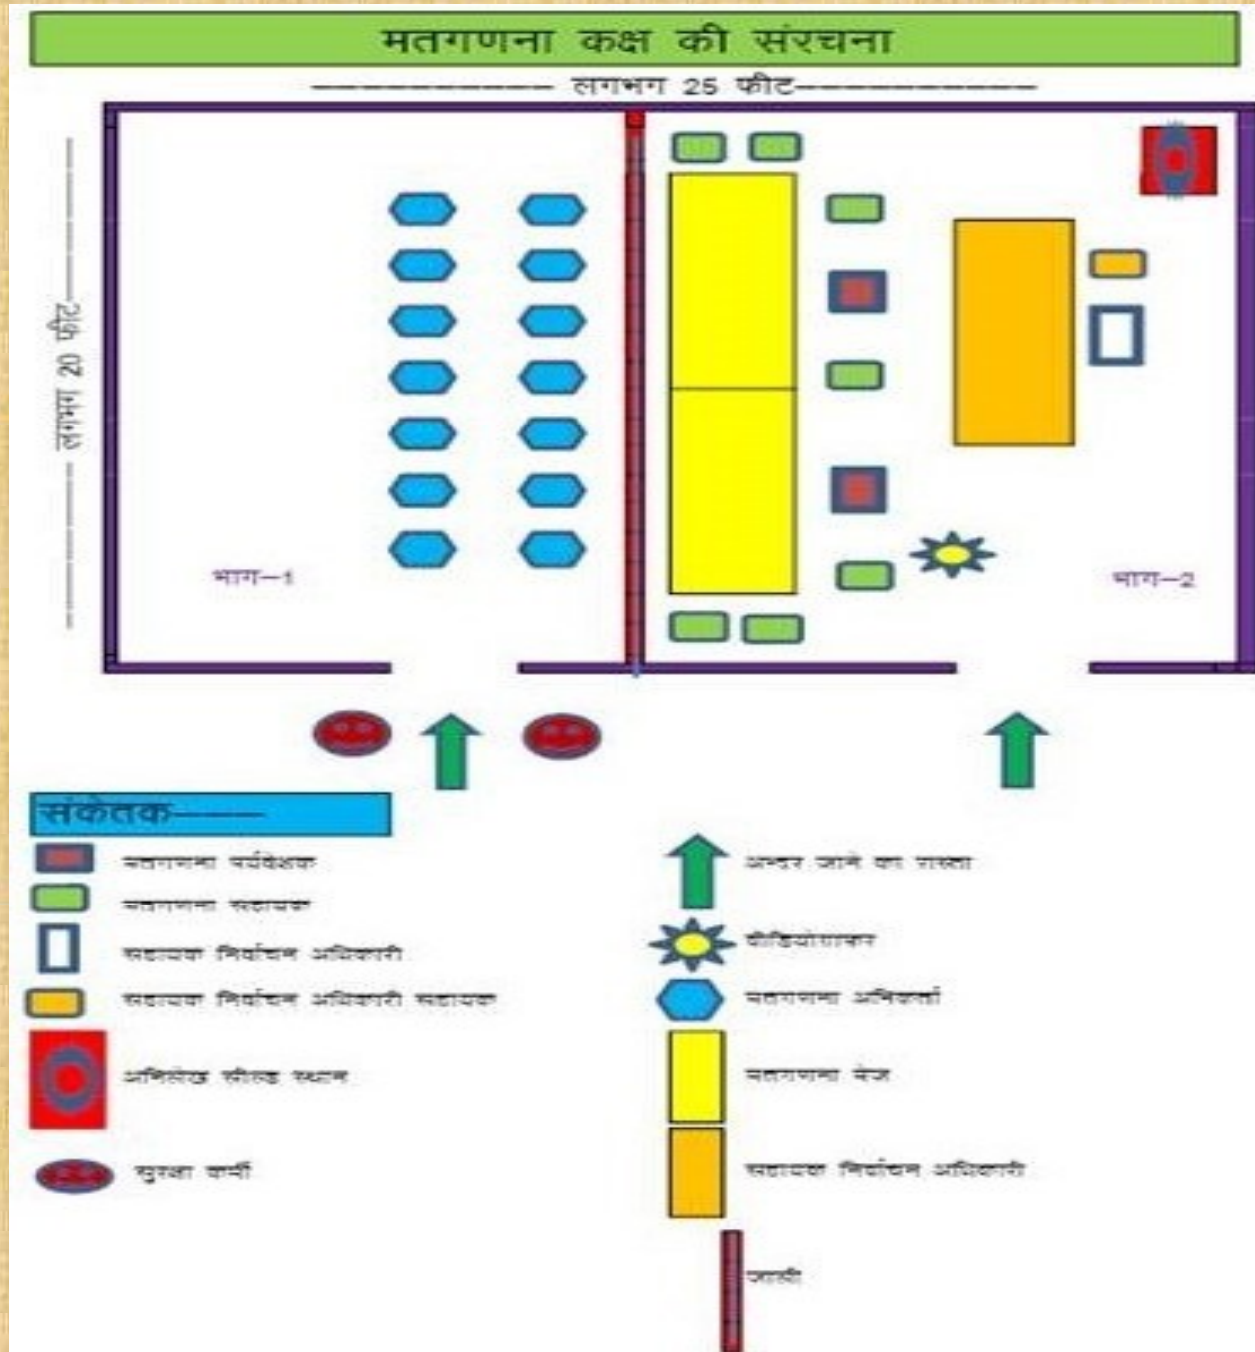 मतगणना कक्ष की संरचना
------------ लगभग 25 फीट------------
------------ लगभग 20 फीट------------
भाग-1
भाग-2
संकेतक----
मतगणना पर्यवेक्षक
मतगणना सहायक
सहायक निर्वाचन अधिकारी
सहायक निर्वाचन अधिकारी सहायक
अभिलेख सील्ड स्थान
सुरक्षा कर्मी
अन्दर जाने का रास्ता
वीडियोग्राफर
मतगणना अभिकर्ता
मतगणना मेज
सहायक निर्वाचन अधिकारी
जाली